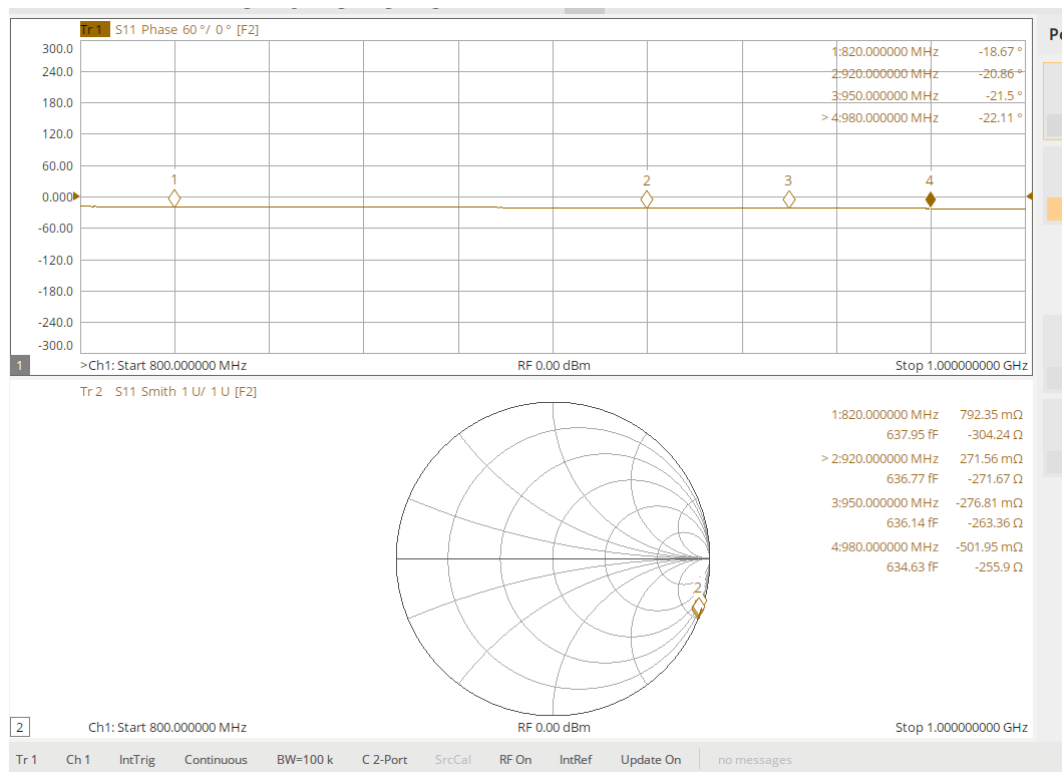 Tr 1 S11 Phase 60 °/ 0 ° [F2]
Po
300.0
240.0
180.0
120.0
60.00
0.000
-60.00
-120.0
-180.0
-240.0
-300.0
1:820.000000 MHz -18.67 °
2:920.000000 MHz -20.86 °
3:950.000000 MHz -21.5 °
> 4:980.000000 MHz -22.11 °
1
2
3
4
1 >Ch1: Start 800.000000 MHz RF 0.00 dBm Stop 1.000000000 GHz
Tr 2 S11 Smith 1 U/ 1 U [F2]
1:820.000000 MHz 792.35 mΩ
637.95 fF -304.24 Ω
> 2:920.000000 MHz 271.56 mΩ
636.77 fF -271.67 Ω
3:950.000000 MHz -276.81 mΩ
636.14 fF -263.36 Ω
4:980.000000 MHz -501.95 mΩ
634.63 fF -255.9 Ω
2
2 Ch1: Start 800.000000 MHz RF 0.00 dBm Stop 1.000000000 GHz
Tr 1 Ch 1 IntTrig Continuous BW=100 k C 2-Port SrcCal RF On IntRef Update On no messages